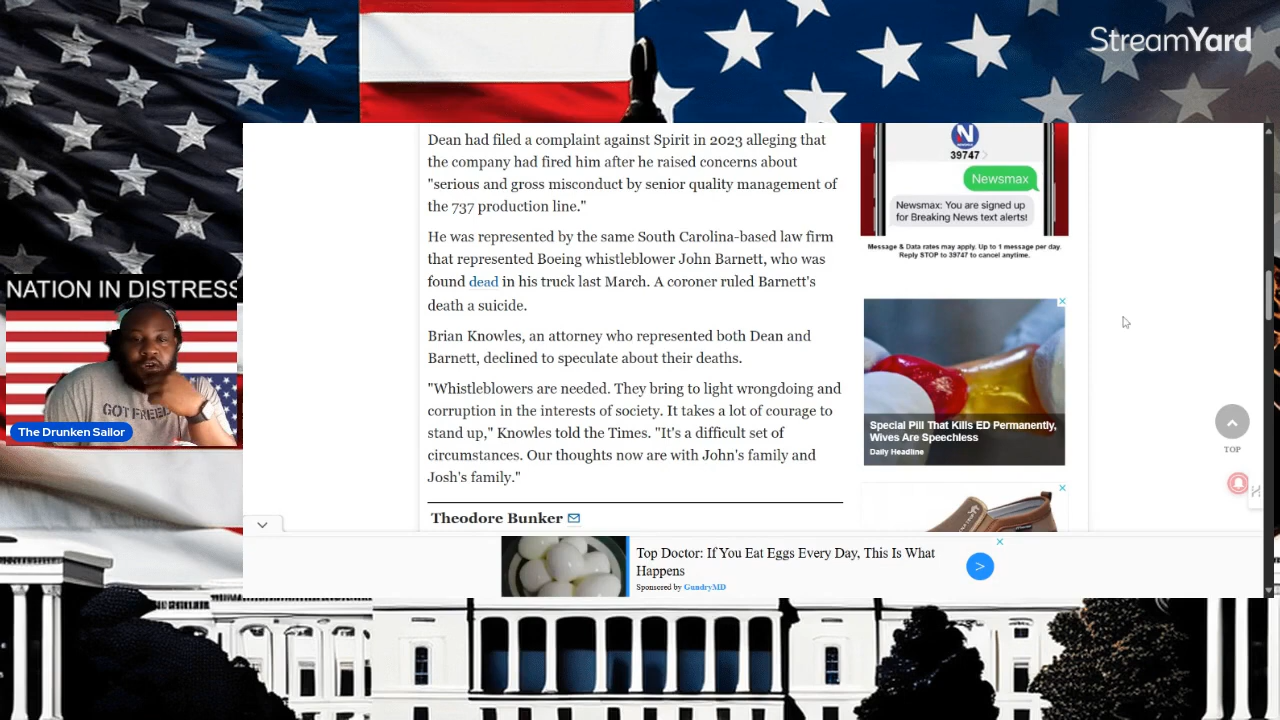 StreamYard
Dean had filed a complaint against Spirit in 2023 alleging that
the company had fired him after he raised concerns about
"serious and gross misconduct by senior quality management of
the 737 production line."
He was represented by the same South Carolina-based law firm
that represented Boeing whistleblower John Barnett, who was
found dead in his truck last March. A coroner ruled Barnett's
death a suicide.
Brian Knowles, an attorney who represented both Dean and
Barnett, declined to speculate about their deaths.
"Whistleblowers are needed. They bring to light wrongdoing and
corruption in the interests of society. It takes a lot of courage to
stand up," Knowles told the Times. "It's a difficult set of
circumstances. Our thoughts now are with John's family and
Josh's family."
Theodore Bunker
N
39747
Newsmax
Newsmax: You are signed up
for Breaking News text alerts!
Message & Data rates may apply. Up to 1 message per day.
Reply STOP to 39747 to cancel anytime.
Special Pill That Kills ED Permanently,
Wives Are Speechless
Daily Headline
TOP
Top Doctor: If You Eat Eggs Every Day, This Is What
Happens
Sponsored by GundryMD
NATION IN DISTRESS
GOT FREED
The Drunken Sailor